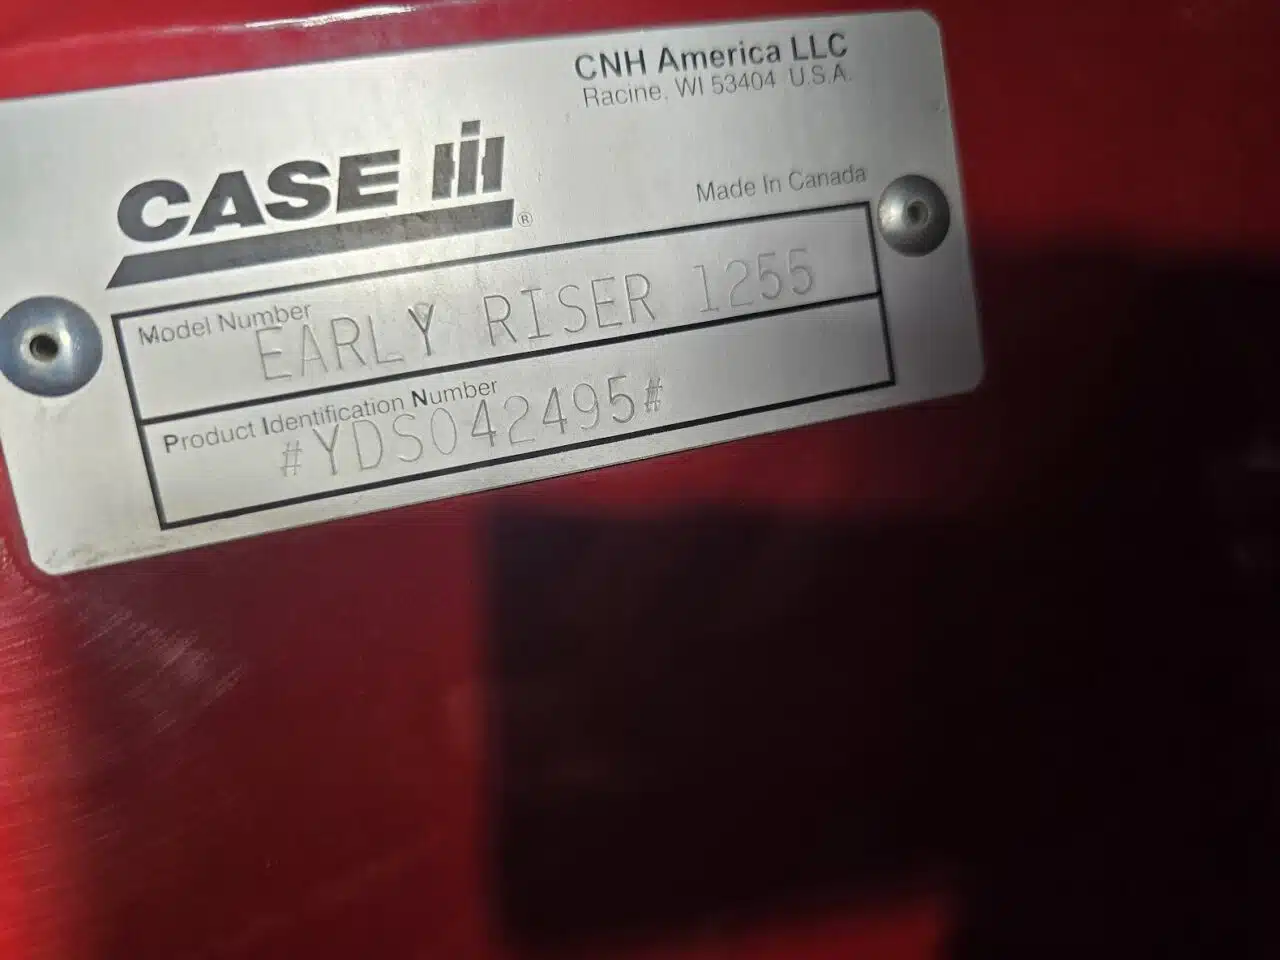 CNH America LLC
Racine, WI 53404 U.S.A.
CASE IH
®
Made In Canada
Model Number
EARLY RISER 1255
Product Identification Number
#YDS042495#